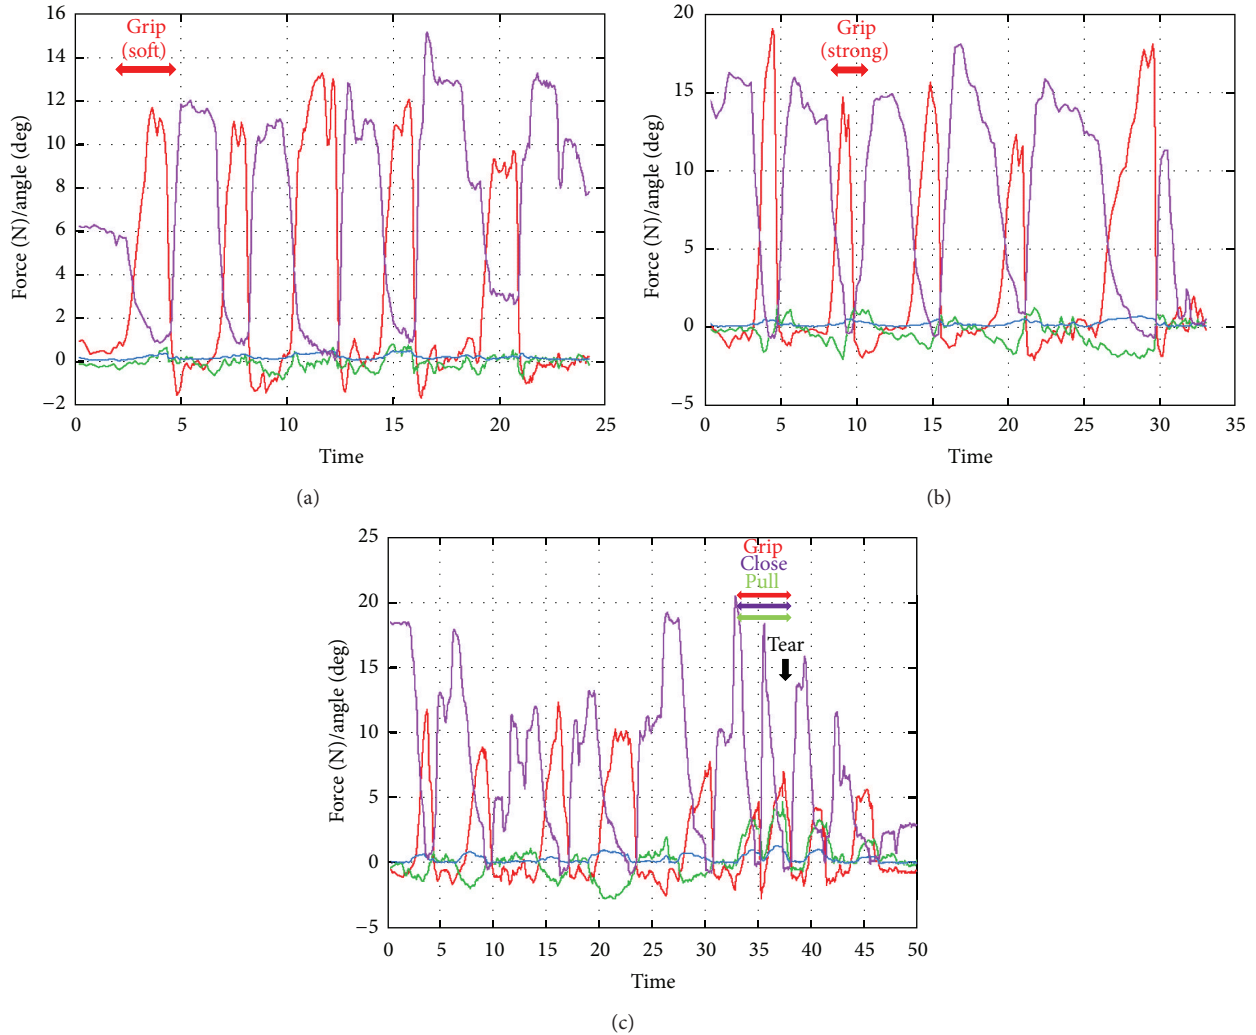 Grip
(soft)
16
14
12
10
8
6
4
2
0
−2
Force (N)/angle (deg)
0 5 10 15 20 25
Time
(a)
Grip
(strong)
20
15
10
5
0
−5
Force (N)/angle (deg)
0 5 10 15 20 25 30 35
Time
(b)
Grip
Close
Pull
Tear
25
20
15
10
5
0
−5
Force (N)/angle (deg)
0 5 10 15 20 25 30 35 40 45 50
Time
(c)